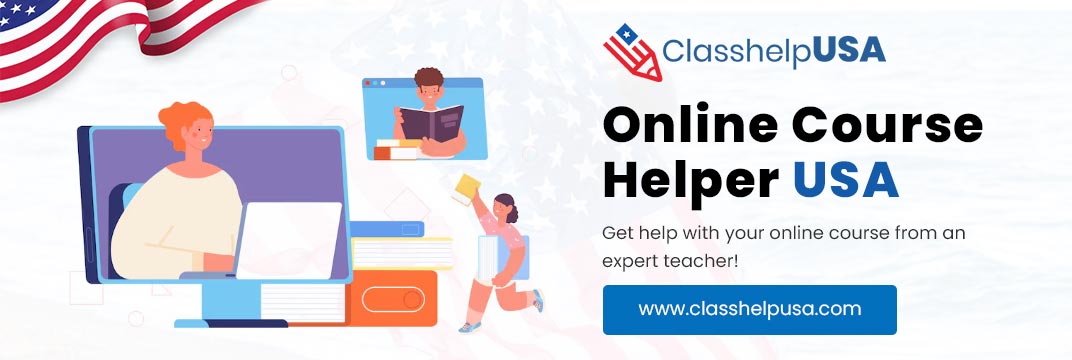 ClasshelpUSA
Online Course
Helper USA
Get help with your online course from an
expert teacher!
www.classhelpusa.com